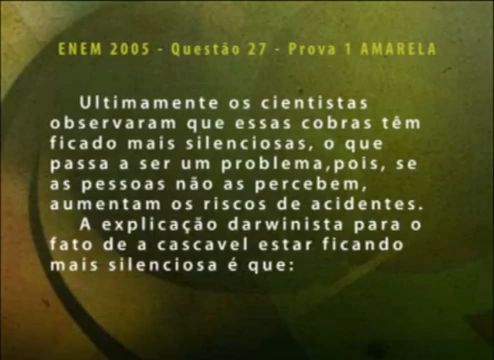 ENEM 2005 - Questão 27 - Prova 1 AMARELA
Ultimamente os cientistas
observaram que essas cobras têm
ficado mais silenciosas, o que
passa a ser um problema,pois, se
as pessoas não as percebem,
aumentam os riscos de acidentes.
A explicação darwinista para o
fato de a cascavel estar ficando
mais silenciosa é que: